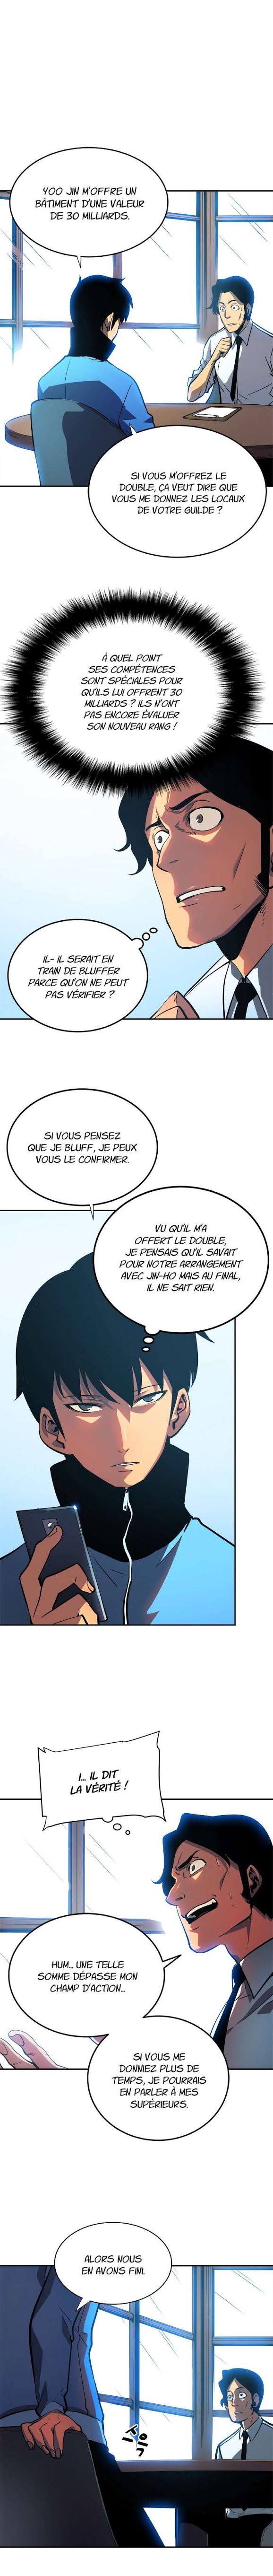 YOO JIN M'OFFRE UN
BÂTIMENT D'UNE VALEUR
DE 30 MILLIARDS.
SI VOUS M'OFFREZ LE
DOUBLE, ÇA VEUT DIRE QUE
VOUS ME DONNEZ LES LOCAUX
DE VOTRE GUILDE ?
À QUEL POINT
SES COMPÉTENCES
SONT SPÉCIALES POUR
QU'ILS LUI OFFRENT 30
MILLIARDS ? ILS N'ONT
PAS ENCORE ÉVALUER
SON NOUVEAU RANG !
IL- IL SERAIT EN
TRAIN DE BLUFFER
PARCE QU'ON NE PEUT
PAS VÉRIFIER ?
SI VOUS PENSEZ
QUE JE BLUFF, JE PEUX
VOUS LE CONFIRMER.
VU QU'IL M'A
OFFERT LE DOUBLE,
JE PENSAIS QU'IL SAVAIT
POUR NOTRE ARRANGEMENT
AVEC JIN-HO MAIS AU FINAL,
IL NE SAIT RIEN.
I... IL DIT
LA VÉRITÉ !
HUM... UNE TELLE
SOMME DÉPASSE MON
CHAMP D'ACTION...
SI VOUS ME
DONNIEZ PLUS DE
TEMPS, JE POURRAIS
EN PARLER À MES
SUPÉRIEURS.
ALORS NOUS
EN AVONS FINI.